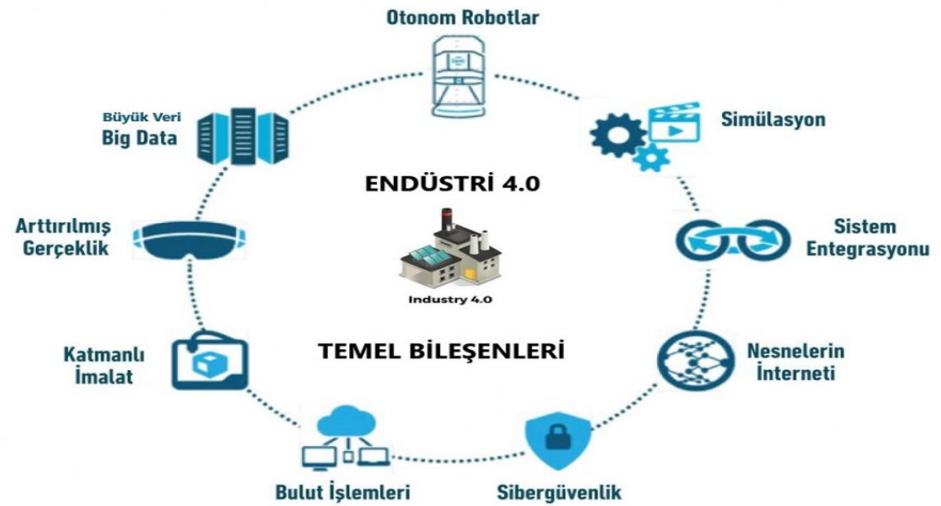 Otonom Robotlar
Büyük Veri
Big Data
Simülasyon
ENDÜSTRİ 4.0
Arttırılmış
Gerçeklik
Sistem
Entegrasyonu
Industry 4.0
TEMEL BİLEŞENLERİ
Katmanlı
İmalat
Nesnelerin
İnterneti
Bulut İşlemleri
Sibergüvenlik